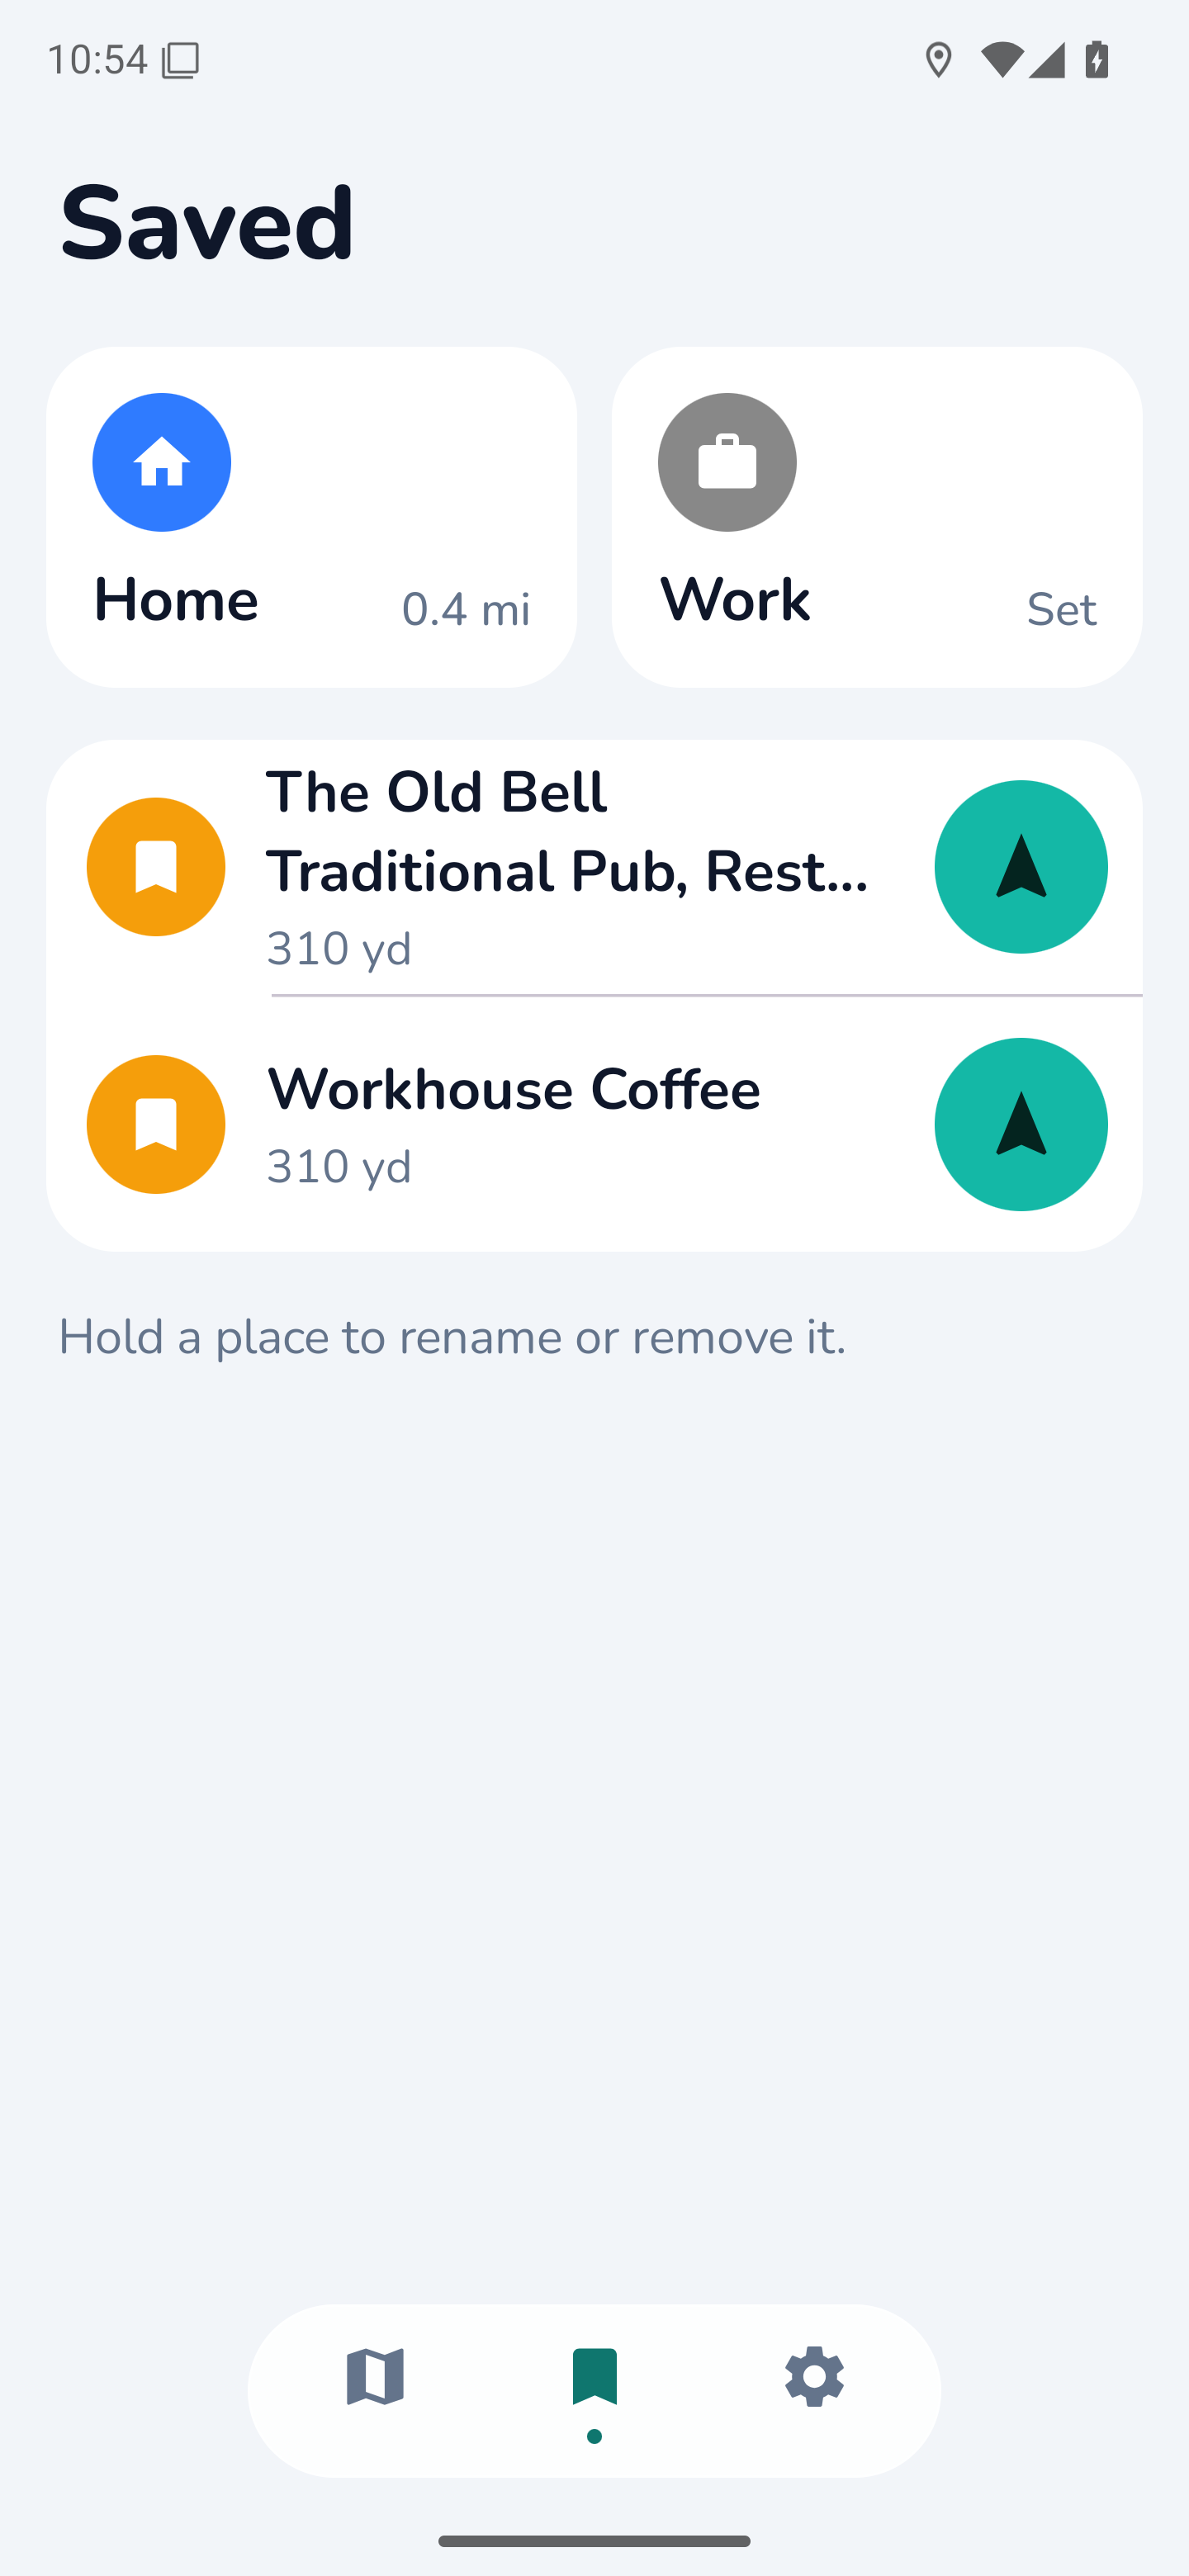 10:54
Saved
Home 0.4 mi
Work Set
The Old Bell
Traditional Pub, Rest...
310 yd
Workhouse Coffee
310 yd
Hold a place to rename or remove it.